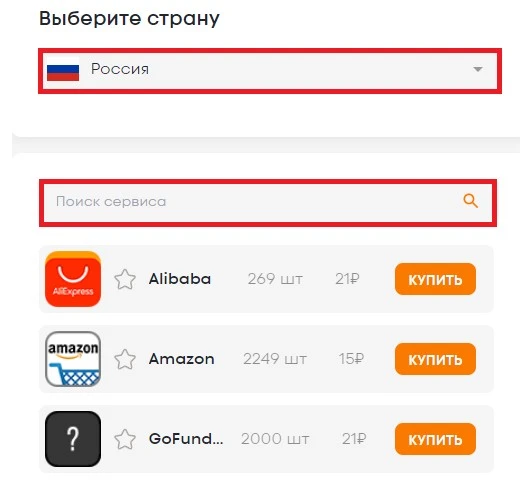 Выберите страну
Россия
Поиск сервиса
AliExpress
Alibaba 269 шт 21₽ КУПИТЬ
amazon
Amazon 2249 шт 15₽ КУПИТЬ
?
GoFund... 2000 шт 21₽ КУПИТЬ